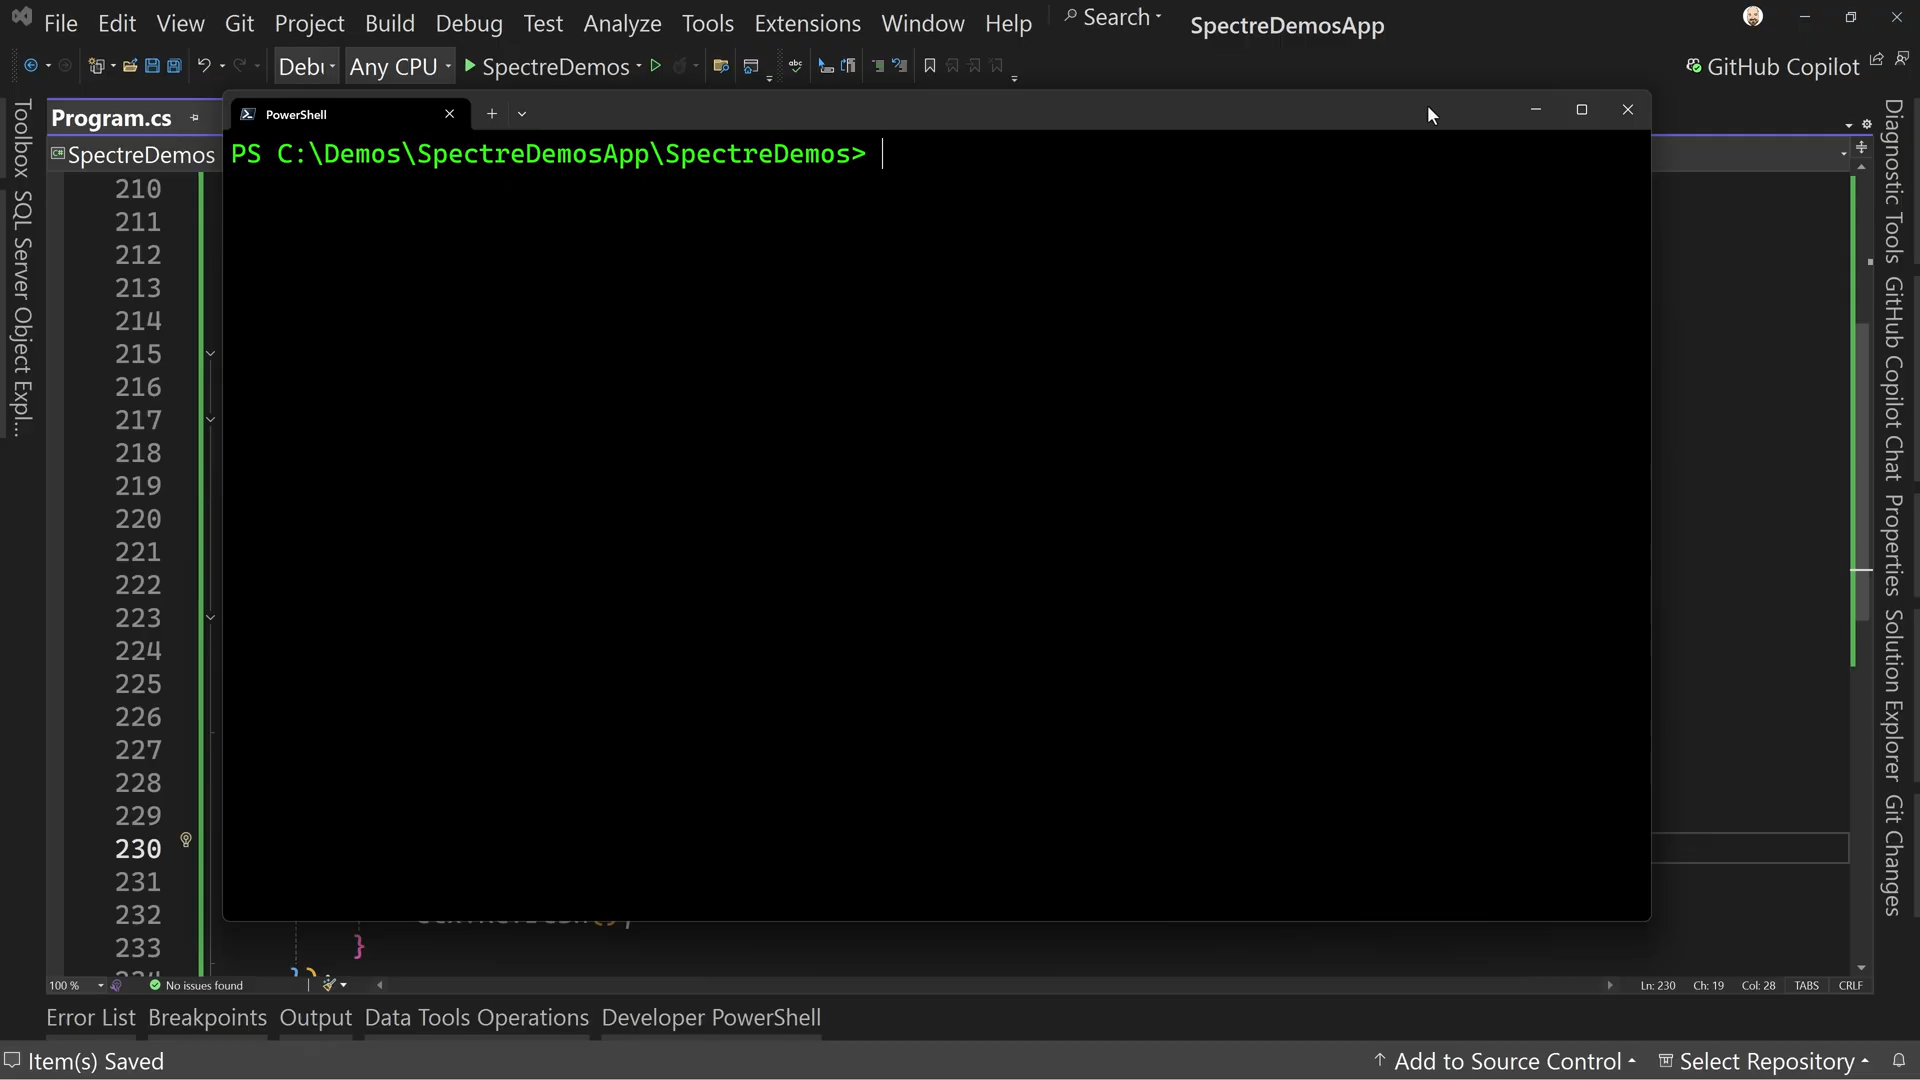 File Edit View Git Project Build Debug Test Analyze Tools Extensions Window Help Search SpectreDemosApp
Any CPU SpectreDemos GitHub Copilot
Program.cs
PowerShell
SpectreDemos
PS C:\Demos\SpectreDemosApp\SpectreDemos>
210
211
212
213
214
215
216
217
218
219
220
221
222
223
224
225
226
227
228
229
230
231
232
233
}
Toolbox
SQL Server Object Expl...
Diagnostic Tools
GitHub Copilot Chat
Properties
Solution Explorer
Git Changes
100 % No issues found Ln: 230 Ch: 19 Col: 28 TABS CRLF
Error List Breakpoints Output Data Tools Operations Developer PowerShell
Item(s) Saved Add to Source Control Select Repository